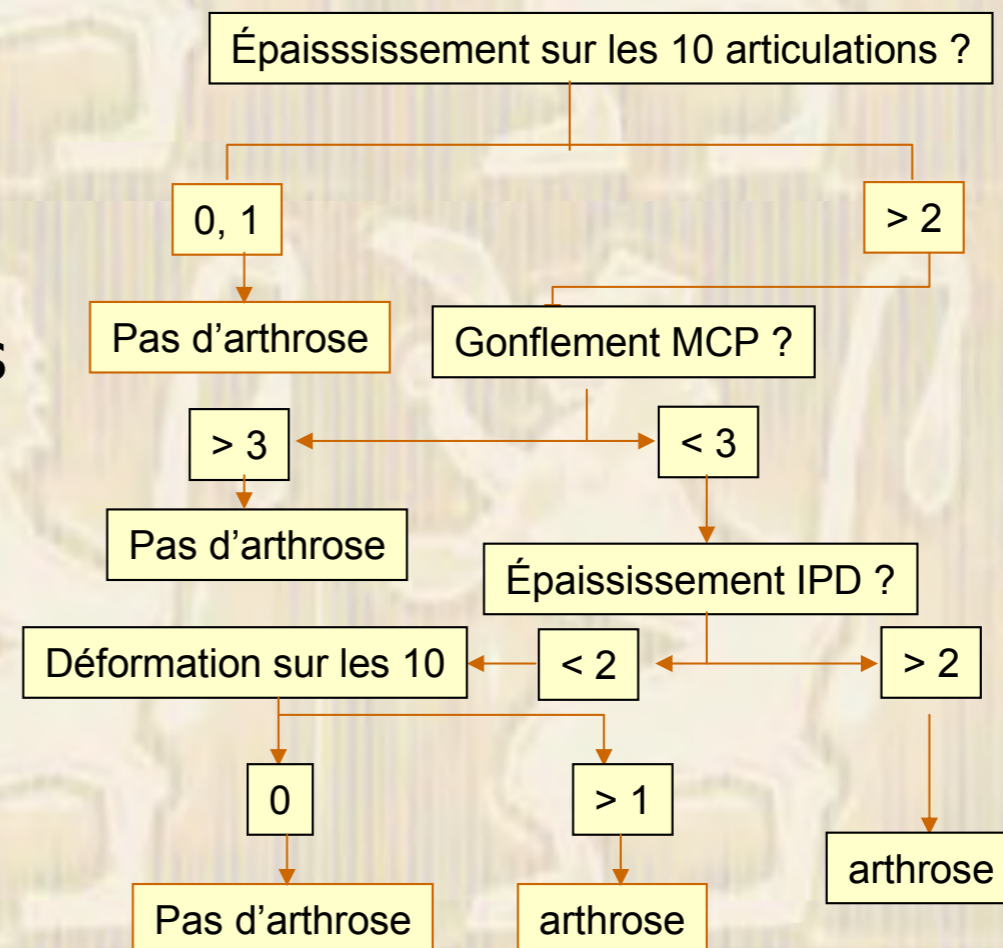 Épaisssissement sur les 10 articulations ?
0, 1
> 2
Pas d’arthrose
Gonflement MCP ?
s
> 3
< 3
Pas d’arthrose
Épaississement IPD ?
Déformation sur les 10
< 2
> 2
0
> 1
arthrose
Pas d’arthrose
arthrose